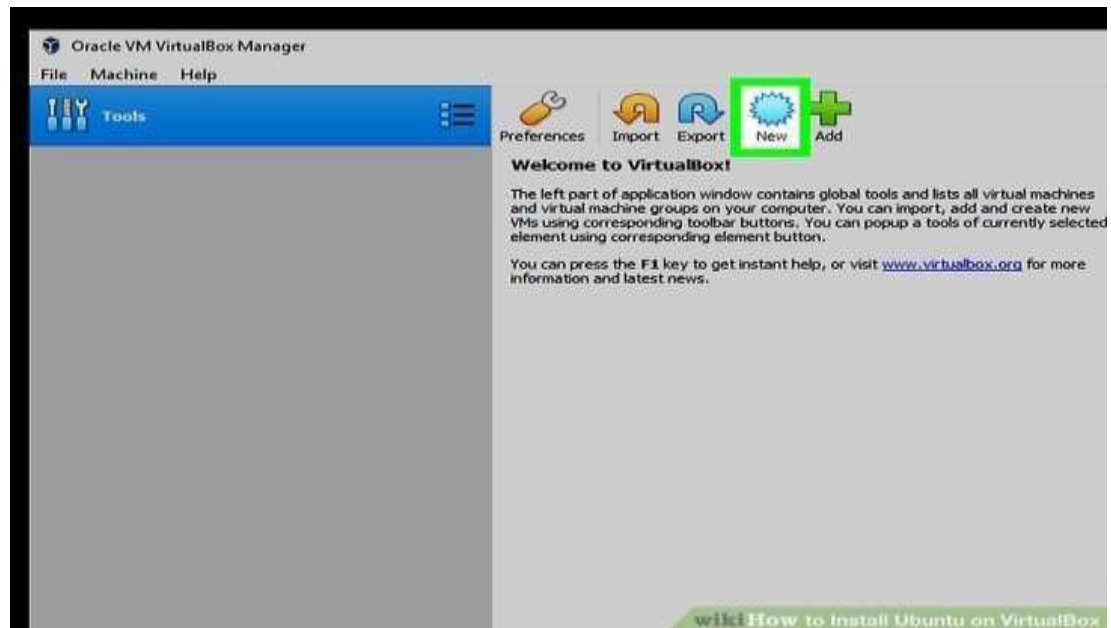 Oracle VM VirtualBox Manager
File Machine Help
Tools
Preferences Import Export New Add
Welcome to VirtualBox!
The left part of application window contains global tools and lists all virtual machines
and virtual machine groups on your computer. You can import, add and create new
VMs using corresponding toolbar buttons. You can popup a tools of currently selected
element using corresponding element button.
You can press the F1 key to get instant help, or visit www.virtualbox.org for more
information and latest news.
wikiHow to Install Ubuntu on VirtualBox